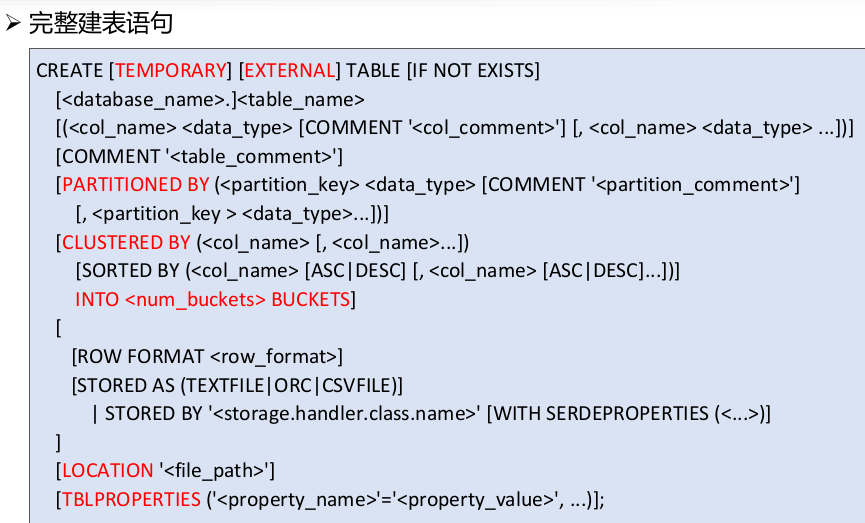 ➢ 完整建表语句
CREATE [TEMPORARY] [EXTERNAL] TABLE [IF NOT EXISTS]
[<database_name>.]<table_name>
[(<col_name> <data_type> [COMMENT '<col_comment>'] [, <col_name> <data_type> ...])]
[COMMENT '<table_comment>']
[PARTITIONED BY (<partition_key> <data_type> [COMMENT '<partition_comment>']
[, <partition_key > <data_type>...])]
[CLUSTERED BY (<col_name> [, <col_name>...])
[SORTED BY (<col_name> [ASC|DESC] [, <col_name> [ASC|DESC]...])]
INTO <num_buckets> BUCKETS]
[
[ROW FORMAT <row_format>]
[STORED AS (TEXTFILE|ORC|CSVFILE)]
| STORED BY '<storage.handler.class.name>' [WITH SERDEPROPERTIES (<...>)]
]
[LOCATION '<file_path>']
[TBLPROPERTIES ('<property_name>'='<property_value>', ...)];